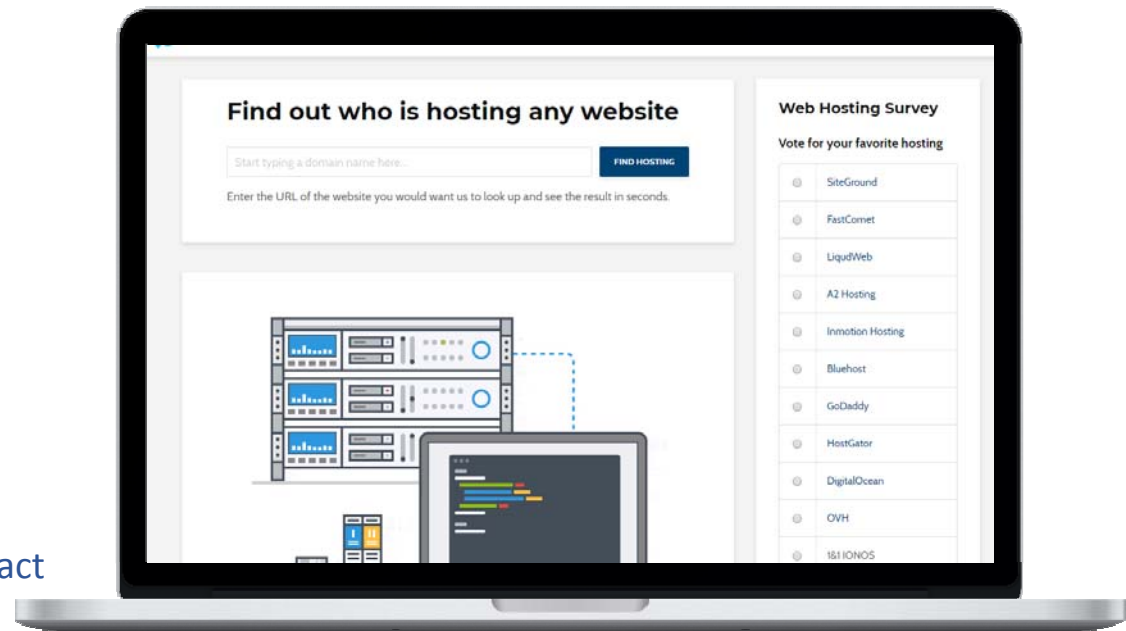 Find out who is hosting any website
Start typing a domain name here...
FIND HOSTING
Enter the URL of the website you would want us to look up and see the result in seconds.
Web Hosting Survey
Vote for your favorite hosting
SiteGround
FastComet
LiqudWeb
A2 Hosting
Inmotion Hosting
Bluehost
GoDaddy
HostGator
DigitalOcean
OVH
1&1 IONOS
I II
act